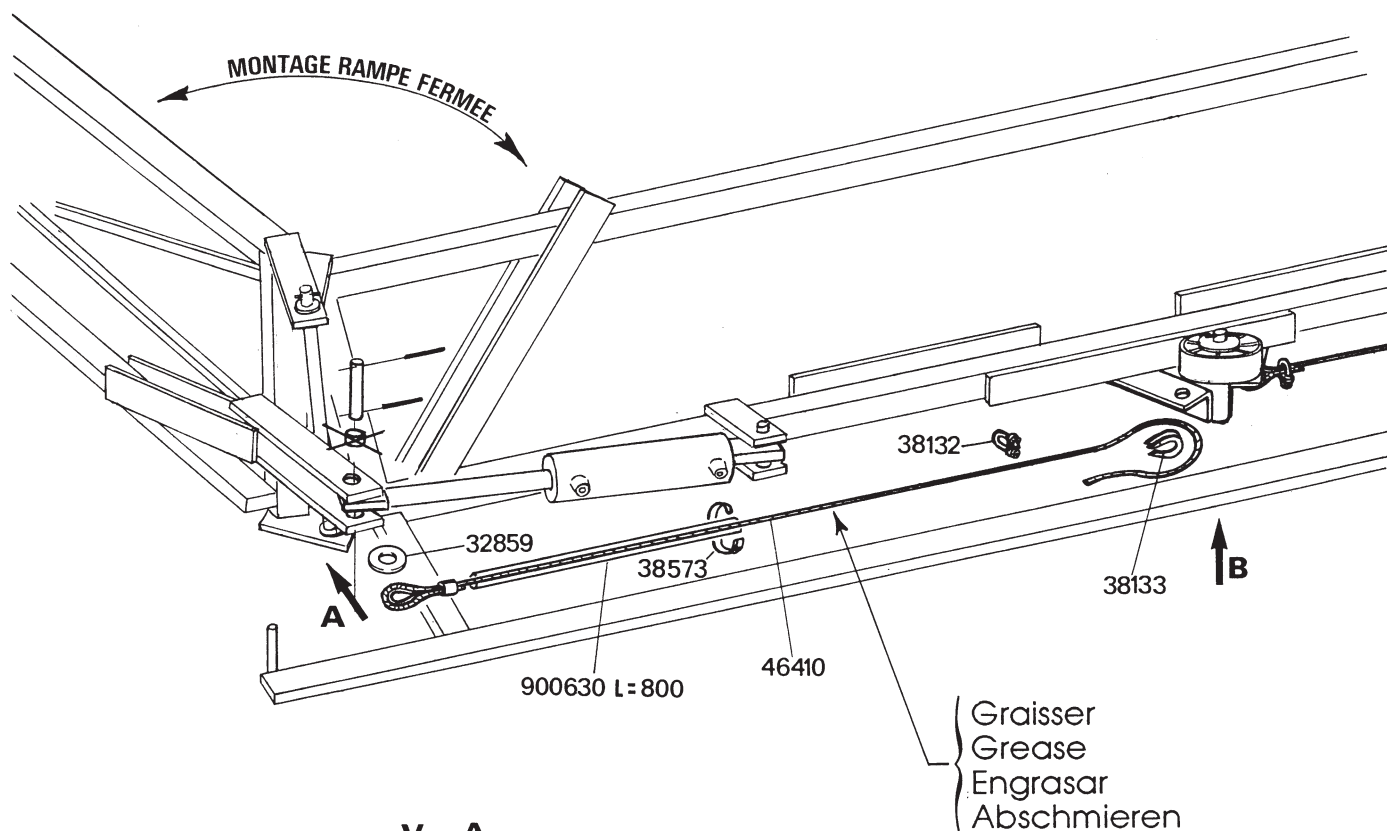 MONTAGE RAMPE FERMEE
38132
32859
38573
38133
B
A
46410
900630 L=800
Graisser
Grease
Engrasar
Abschmieren